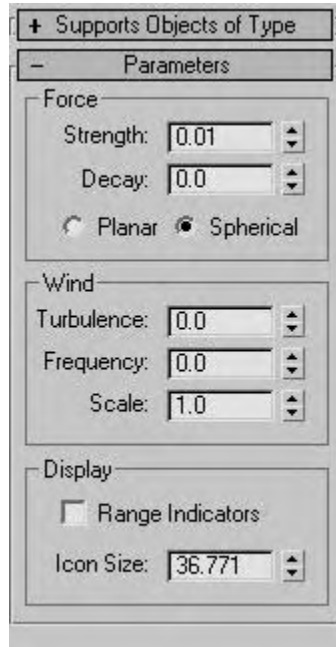 + Supports Objects of Type
- Parameters
Force
Strength: 0.01
Decay: 0.0
Planar Spherical
Wind
Turbulence: 0.0
Frequency: 0.0
Scale: 1.0
Display
Range Indicators
Icon Size: 36.771